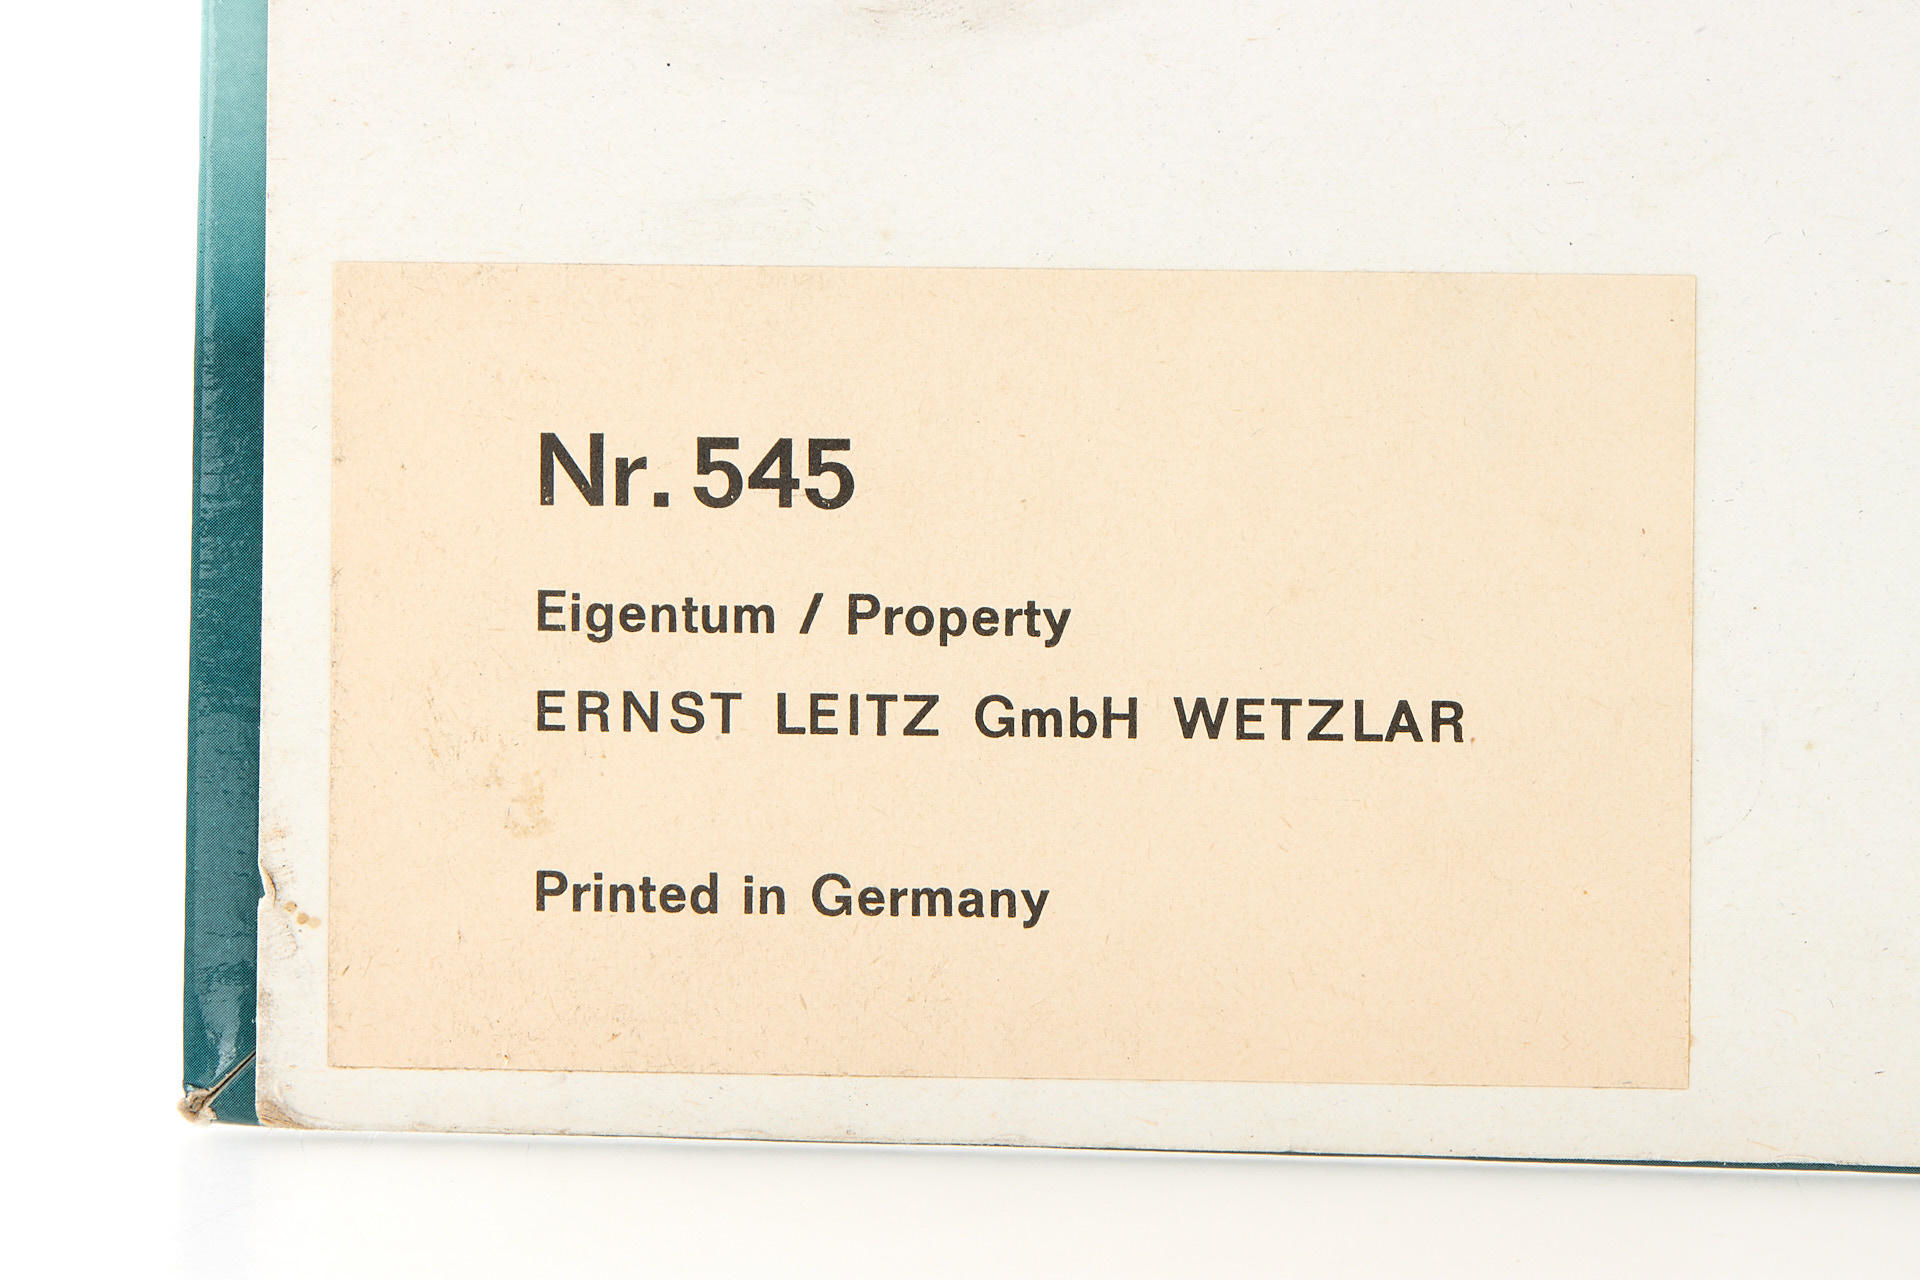 Nr. 545
Eigentum / Property
ERNST LEITZ GmbH WETZLAR
Printed in Germany